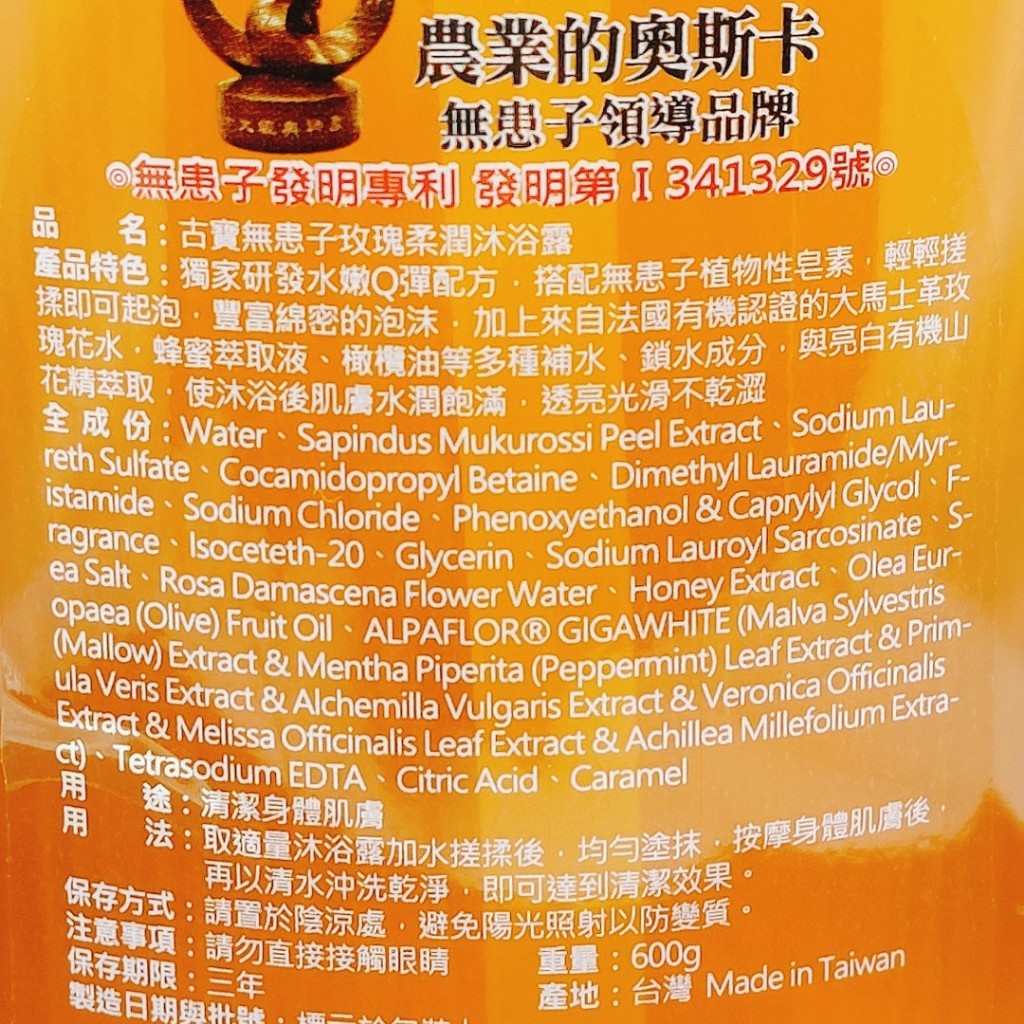 農業的奧斯卡
無患子領導品牌
◎無患子發明專利 發明第 I 341329號◎
品名：古寶無患子玫瑰柔潤沐浴露
產品特色：獨家研發水嫩Q彈配方，搭配無患子植物性皂素，輕輕搓
揉即可起泡，豐富綿密的泡沫，加上來自法國有機認證的大馬士革玫
瑰花水，蜂蜜萃取液、橄欖油等多種補水、鎖水成分，與亮白有機山
花精萃取，使沐浴後肌膚水潤飽滿，透亮光滑不乾澀
全成份：Water、Sapindus Mukurossi Peel Extract、Sodium Lau-
reth Sulfate、Cocamidopropyl Betaine、Dimethyl Lauramide/Myr-
istamide、Sodium Chloride、Phenoxyethanol & Caprylyl Glycol、F-
ragrance、Isoceteth-20、Glycerin、Sodium Lauroyl Sarcosinate、S-
ea Salt、Rosa Damascena Flower Water、Honey Extract、Olea Eur-
opaea (Olive) Fruit Oil、ALPAFLOR® GIGAWHITE (Malva Sylvestris
(Mallow) Extract & Mentha Piperita (Peppermint) Leaf Extract & Prim-
ula Veris Extract & Alchemilla Vulgaris Extract & Veronica Officinalis
Extract & Melissa Officinalis Leaf Extract & Achillea Millefolium Extra-
ct)、Tetrasodium EDTA、Citric Acid、Caramel
用途：清潔身體肌膚
用法：取適量沐浴露加水搓揉後，均勻塗抹，按摩身體肌膚後，
再以清水沖洗乾淨，即可達到清潔效果。
保存方式：請置於陰涼處，避免陽光照射以防變質。
注意事項：請勿直接接觸眼睛
重量：600g
保存期限：三年
產地：台灣 Made in Taiwan
製造日期與批號：標示於包裝上